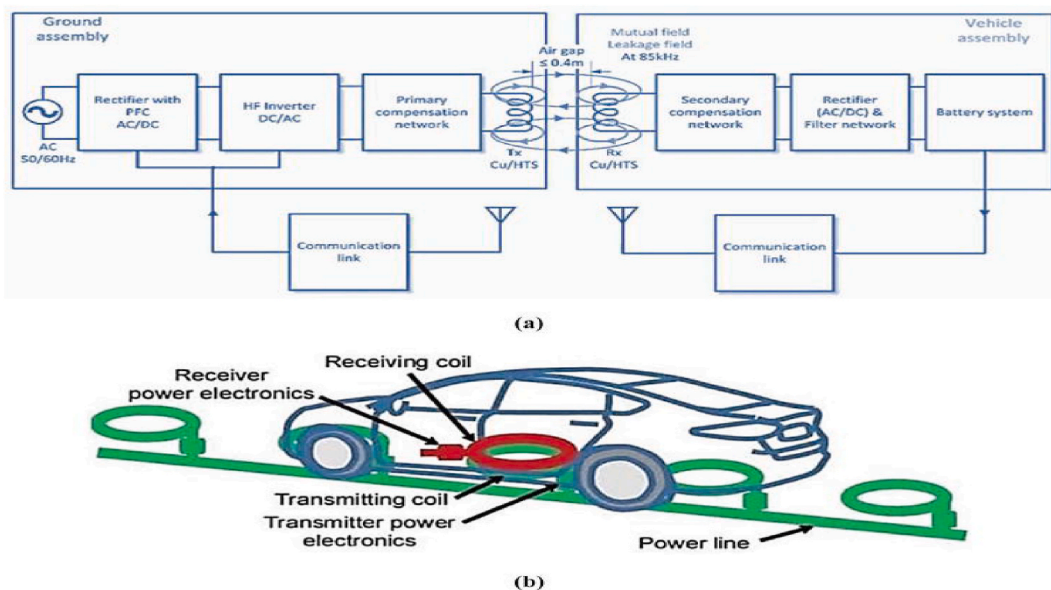 Ground
assembly
Vehicle
assembly
Mutual field
Leakage field
At 85kHz
Air gap
≤ 0.4m
Rectifier with
PFC
AC/DC
HF Inverter
DC/AC
Primary
compensation
network
Secondary
compensation
network
Rectifier
(AC/DC) &
Filter network
Battery system
AC
50/60Hz
Tx
Cu/HTS
Rx
Cu/HTS
Communication
link
Communication
link
(a)
Receiving coil
Receiver
power electronics
Transmitting coil
Transmitter power
electronics
Power line
(b)